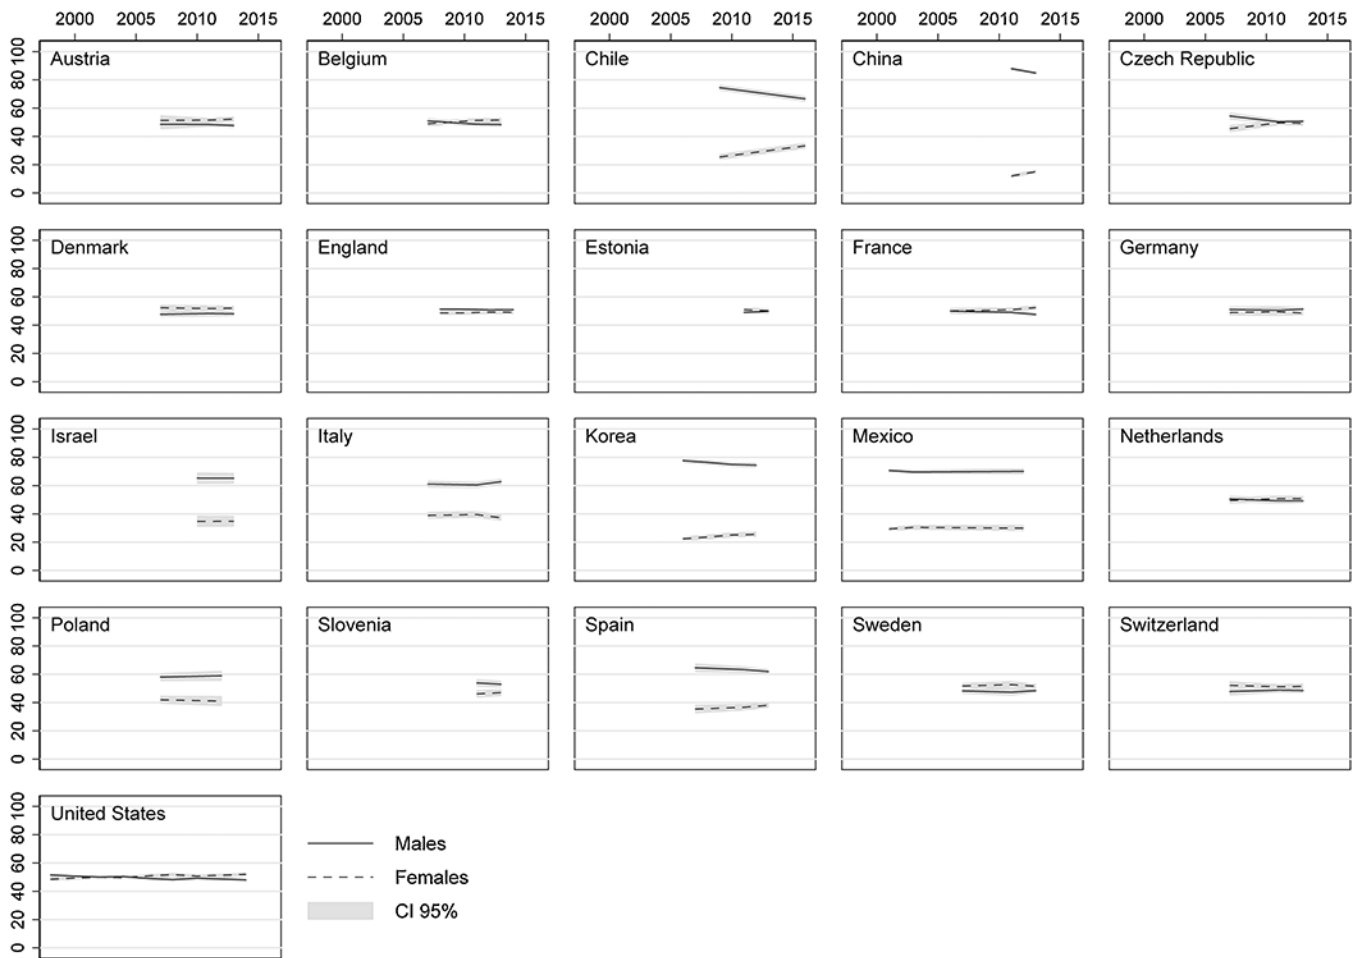 2000 2005 2010 2015 2000 2005 2010 2015 2000 2005 2010 2015 2000 2005 2010 2015 2000 2005 2010 2015
0 20 40 60 80 100
Austria Belgium Chile China Czech Republic
0 20 40 60 80 100
Denmark England Estonia France Germany
0 20 40 60 80 100
Israel Italy Korea Mexico Netherlands
0 20 40 60 80 100
Poland Slovenia Spain Sweden Switzerland
0 20 40 60 80 100
United States
Males
Females
CI 95%